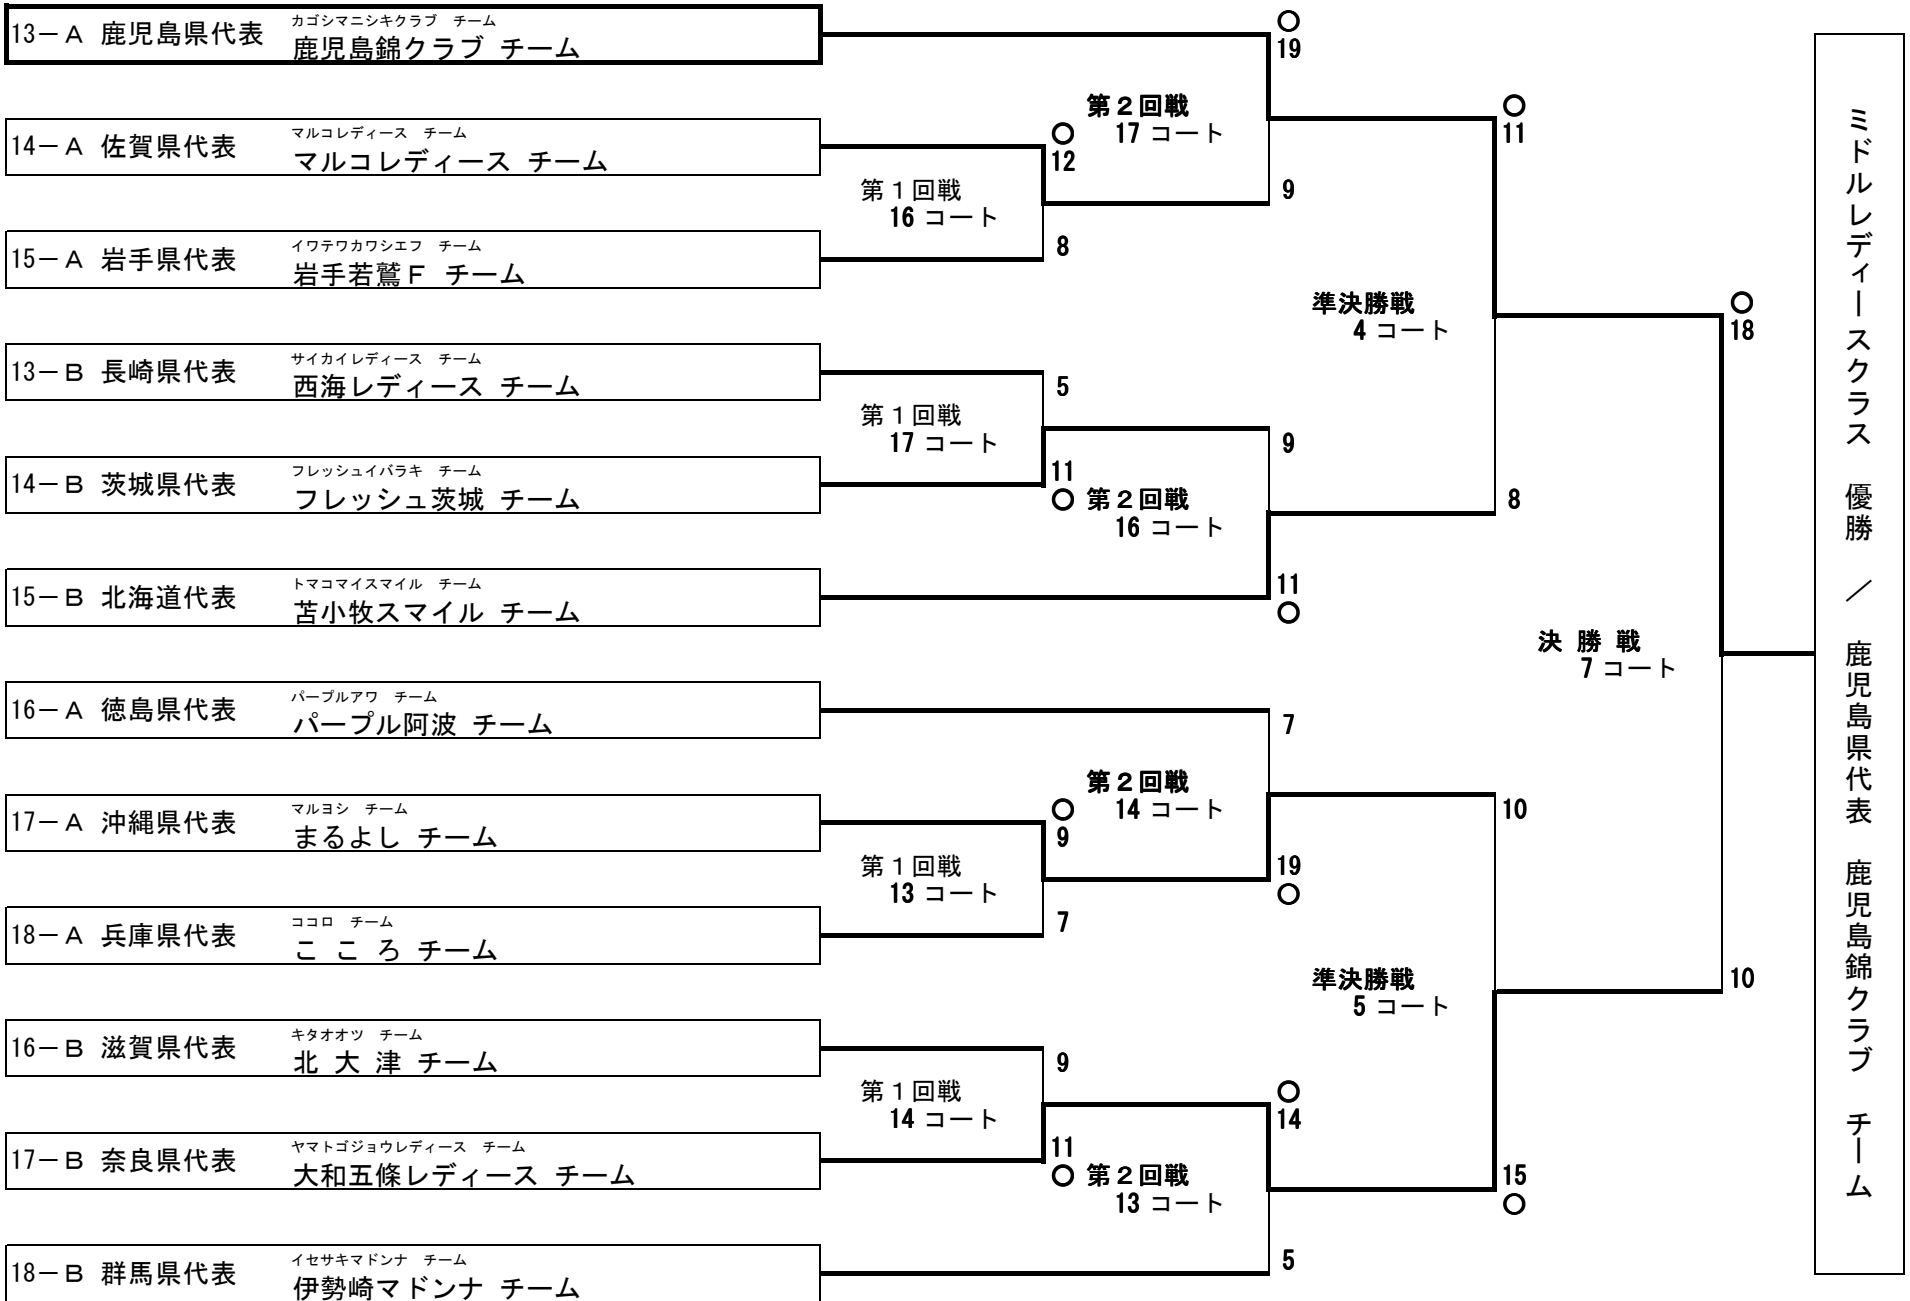 カゴシマニシキクラブ チーム
13－A 鹿児島県代表 鹿児島錦クラブ チーム
○
19
第２回戦
17 コート
○
11
マルコレディース チーム
14－A 佐賀県代表 マルコレディース チーム
○
12
第１回戦
16 コート
9
イワテワカワシエフ チーム
15－A 岩手県代表 岩手若鷲Ｆ チーム
8
準決勝戦
4 コート
○
18
サイカイレディース チーム
13－B 長崎県代表 西海レディース チーム
5
第１回戦
17 コート
9
フレッシュイバラキ チーム
14－B 茨城県代表 フレッシュ茨城 チーム
11
○
第２回戦
16 コート
8
トマコマイスマイル チーム
15－B 北海道代表 苫小牧スマイル チーム
11
○
決 勝 戦
7 コート
パープルアワ チーム
16－A 徳島県代表 パープル阿波 チーム
7
第２回戦
14 コート
10
マルヨシ チーム
17－A 沖縄県代表 まるよし チーム
○
9
第１回戦
13 コート
19
○
ココロ チーム
18－A 兵庫県代表 こ こ ろ チーム
7
準決勝戦
5 コート
10
キタオオツ チーム
16－B 滋賀県代表 北 大 津 チーム
9
第１回戦
14 コート
○
14
ヤマトゴジョウレディース チーム
17－B 奈良県代表 大和五條レディース チーム
11
○
第２回戦
13 コート
15
○
イセサキマドンナ チーム
18－B 群馬県代表 伊勢崎マドンナ チーム
5
ミドルレディースクラス 優勝 ／ 鹿児島県代表 鹿児島錦クラブ チーム